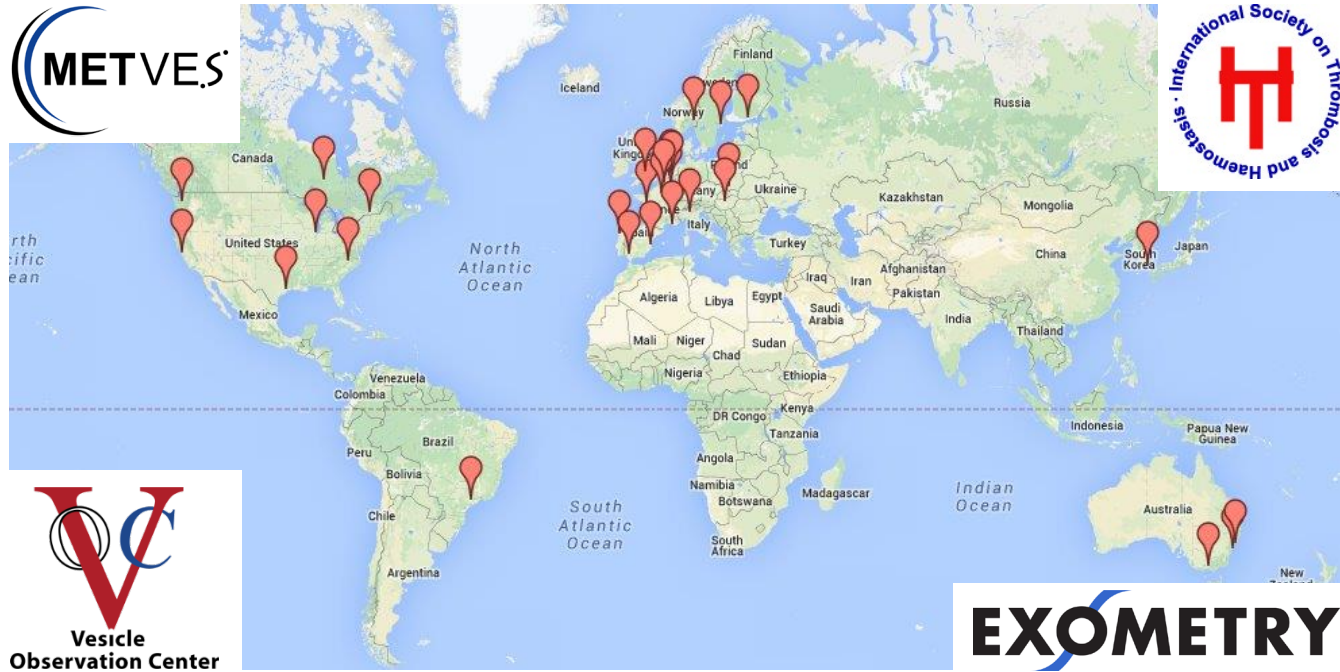 METVES
International Society on Thrombosis and Haemostasis ·
Finland
Iceland
Russia
Norway
Canada
Ukraine
Kazakhstan
Mongolia
Italy
United States
North
Atlantic
Ocean
Turkey
China
South
Korea
Japan
Afghanistan
Iraq
Iran
Pakistan
Algeria
Libya
Egypt
Saudi
Arabia
Mexico
India
Thailand
Mali
Niger
Sudan
Chad
Nigeria
Ethiopia
Venezuela
Colombia
DR Congo
Kenya
Indonesia
Papua New
Guinea
Tanzania
Brazil
Peru
Angola
Bolivia
Namibia
Botswana
Madagascar
Indian
Ocean
Australia
Chile
South
Atlantic
Ocean
South
Africa
Argentina
New
VOC
Vesicle
Observation Center
EXOMETRY